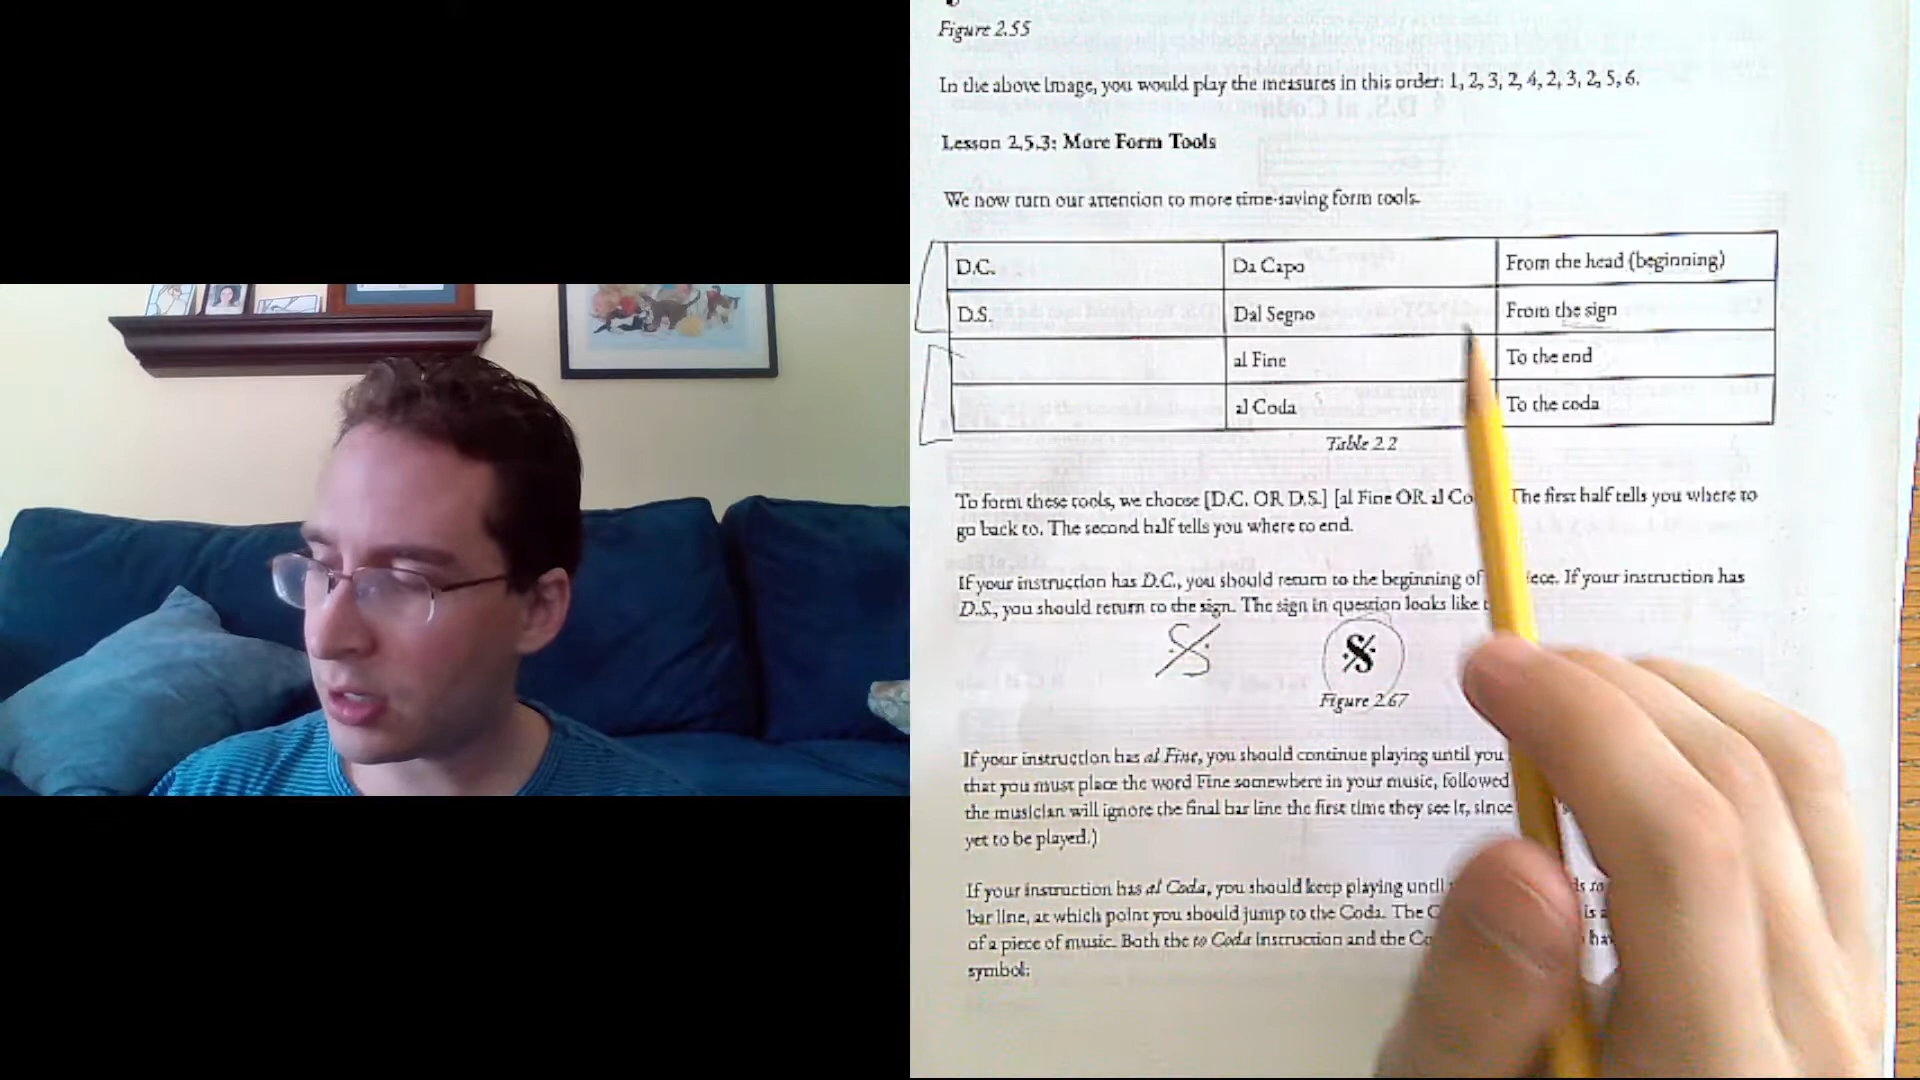 Figure 2.55
In the above image, you would play the measures in this order: 1, 2, 3, 2, 4, 2, 3, 2, 5, 6.
Lesson 2.5.3: More Form Tools
We now turn our attention to more time-saving form tools.
D.C. Da Capo From the head (beginning)
D.S. Dal Segno From the sign
al Fine To the end
al Coda To the coda
Table 2.2
To form these tools, we choose [D.C. OR D.S.] [al Fine OR al Co The first half tells you where to
go back to. The second half tells you where to end.
If your instruction has D.C., you should return to the beginning of iece. If your instruction has
D.S., you should return to the sign. The sign in question looks like
Figure 2.67
If your instruction has al Fine, you should continue playing until you
that you must place the word Fine somewhere in your music, followed
the musician will ignore the final bar line the first time they see it, since
yet to be played.)
If your instruction has al Coda, you should keep playing until
bar line, at which point you should jump to the Coda. The C is a
of a piece of music. Both the to Coda instruction and the Co ha
symbol: